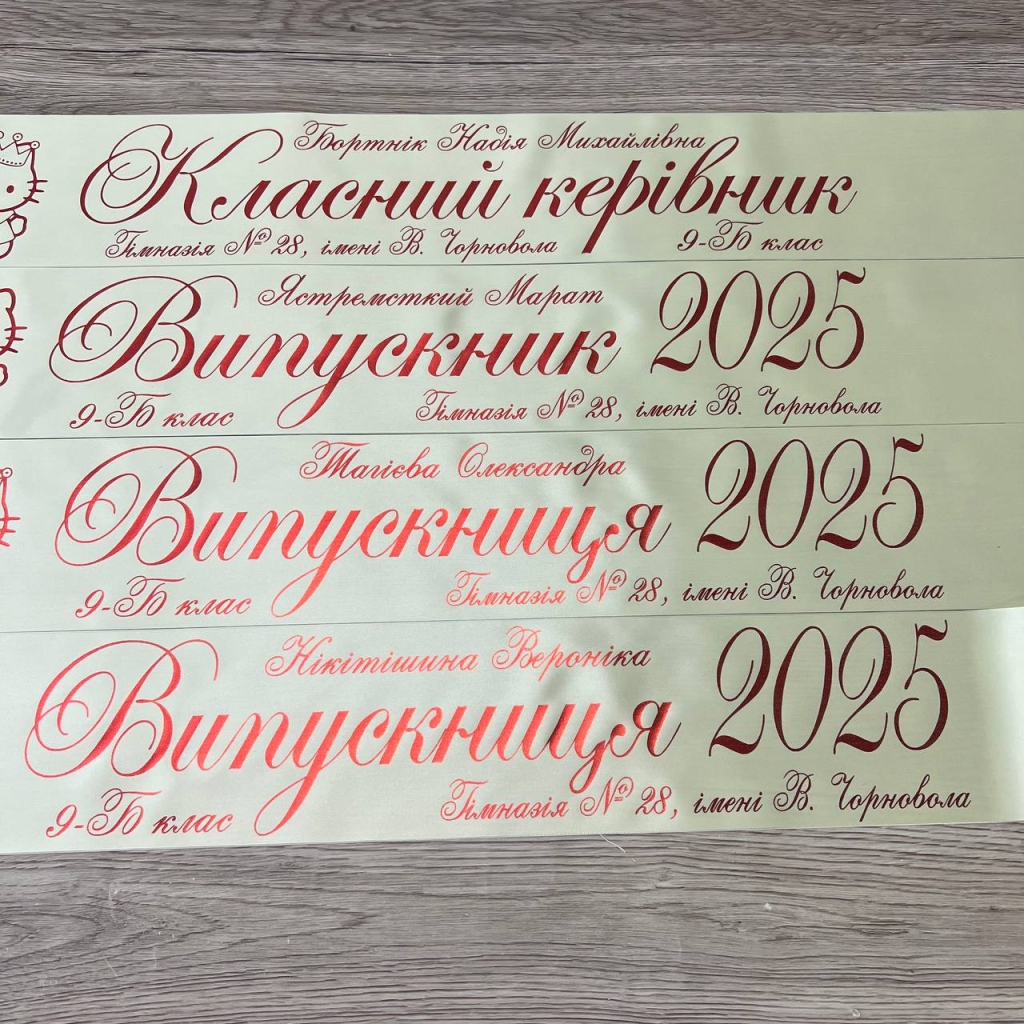 Бортнік Надія Михайлівна
Класний керівник
Гімназія № 28, імені В. Чорновола 9-Б клас
Ястремсткий Марат
Випускник 2025
9-Б клас Гімназія № 28, імені В. Чорновола
Тагієва Олександра
Випускниця 2025
9-Б клас Гімназія № 28, імені В. Чорновола
Нікітішина Вероніка
Випускниця 2025
9-Б клас Гімназія № 28, імені В. Чорновола